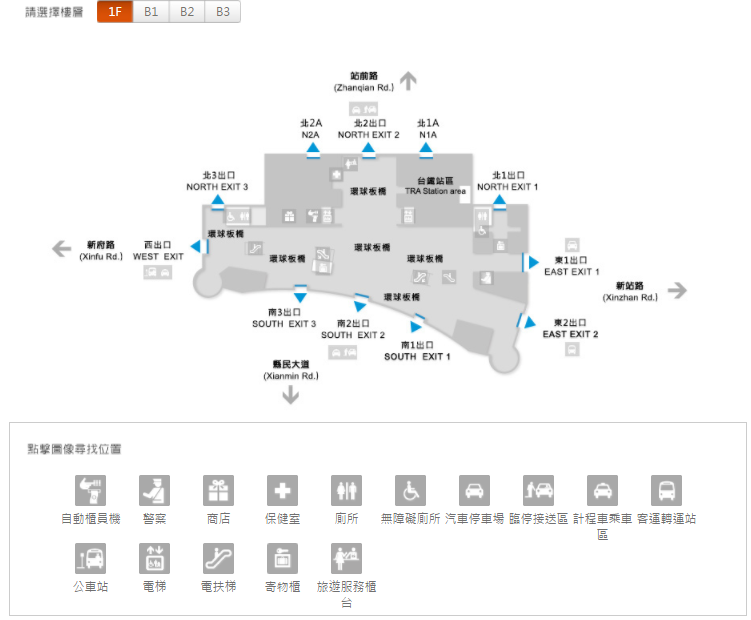 請選擇樓層 1F B1 B2 B3
站前路
(Zhanqian Rd.)
北2A
N2A
北2出口
NORTH EXIT 2
北1A
N1A
北3出口
NORTH EXIT 3
環球板橋
台鐵站區
TRA Station area
北1出口
NORTH EXIT 1
環球板橋
新府路
(Xinfu Rd.)
西出口
WEST EXIT
環球板橋
環球板橋
環球板橋
東1出口
EAST EXIT 1
新站路
(Xinzhan Rd.)
環球板橋
南3出口
SOUTH EXIT 3
南2出口
SOUTH EXIT 2
南1出口
SOUTH EXIT 1
東2出口
EAST EXIT 2
縣民大道
(Xianmin Rd.)
點擊圖像尋找位置
自動櫃員機 警察 商店 保健室 廁所 無障礙廁所 汽車停車場 臨停接送區 計程車乘車
區
客運轉運站
公車站 電梯 電扶梯 寄物櫃 旅遊服務櫃
台